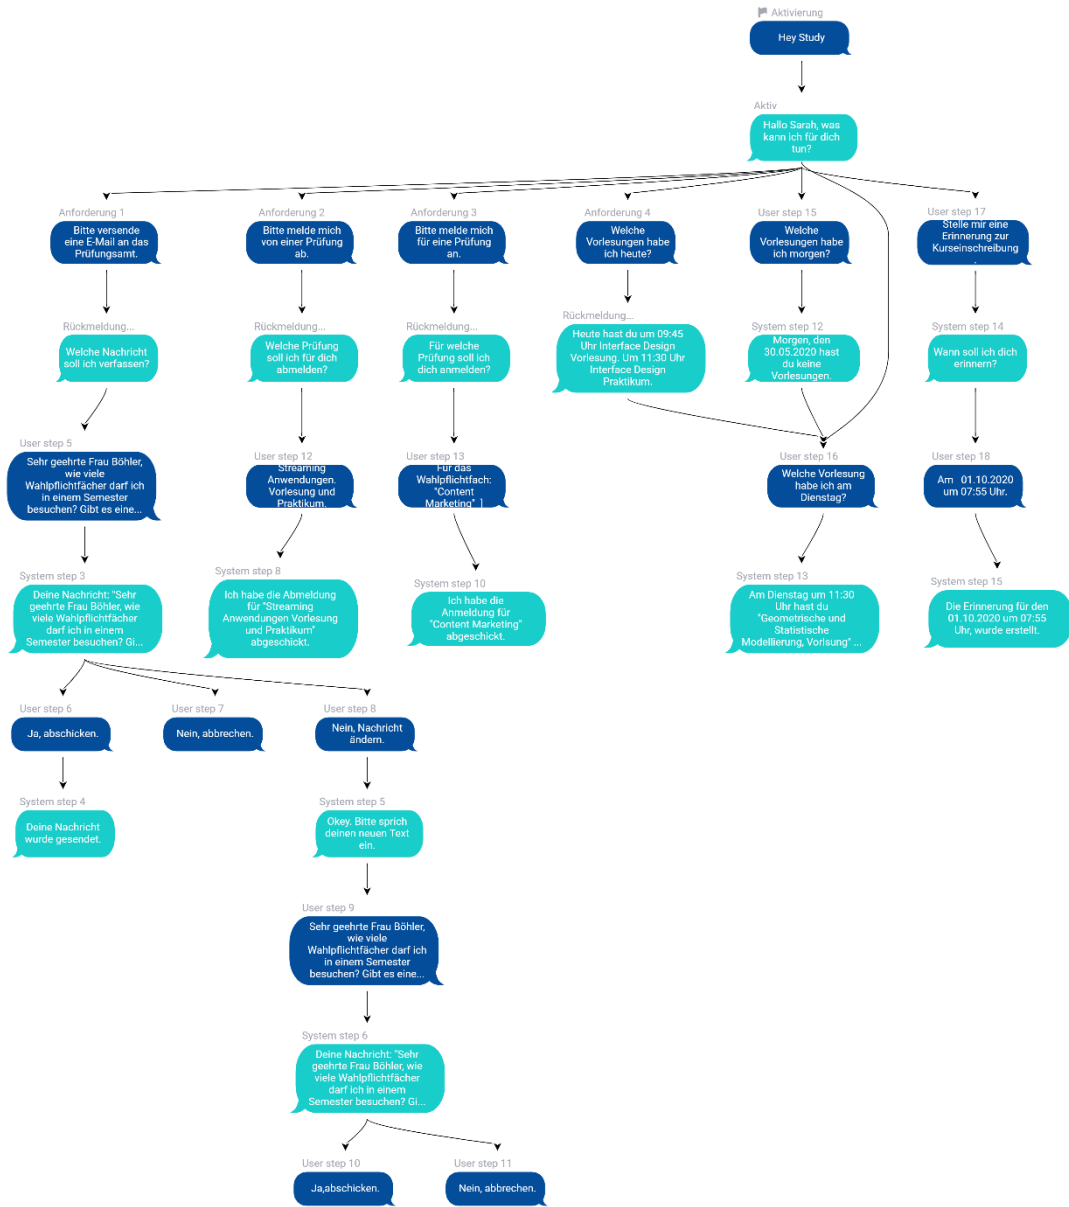 Aktivierung
Hey Study
Aktiv
Hallo Sarah, was
kann ich für dich
tun?
Anforderung 1
Bitte versende
eine E-Mail an das
Prüfungsamt.
Anforderung 2
Bitte melde mich
von einer Prüfung
ab.
Anforderung 3
Bitte melde mich
für eine Prüfung
an.
Anforderung 4
Welche
Vorlesungen habe
ich heute?
User step 15
Welche
Vorlesungen habe
ich morgen?
User step 17
Stelle mir eine
Erinnerung zur
Kurseinschreibung
.
Rückmeldung...
Welche Nachricht
soll ich verfassen?
Rückmeldung...
Welche Prüfung
soll ich für dich
abmelden?
Rückmeldung...
Für welche
Prüfung soll ich
dich anmelden?
Rückmeldung...
Heute hast du um 09:45
Uhr Interface Design
Vorlesung. Um 11:30 Uhr
Interface Design
Praktikum.
System step 12
Morgen, den
30.05.2020 hast
du keine
Vorlesungen.
System step 14
Wann soll ich dich
erinnern?
User step 5
Sehr geehrte Frau Böhler,
wie viele
Wahlpflichtfächer darf ich
in einem Semester
besuchen? Gibt es eine...
User step 12
Streaming
Anwendungen.
Vorlesung und
Praktikum.
User step 13
Für das
Wahlpflichtfach:
"Content
Marketing" ]
User step 16
Welche Vorlesung
habe ich am
Dienstag?
User step 18
Am 01.10.2020
um 07:55 Uhr.
System step 3
Deine Nachricht: "Sehr
geehrte Frau Böhler, wie
viele Wahlpflichtfächer
darf ich in einem
Semester besuchen? Gi...
System step 8
Ich habe die Abmeldung
für "Streaming
Anwendungen Vorlesung
und Praktikum"
abgeschickt.
System step 10
Ich habe die
Anmeldung für
"Content Marketing"
abgeschickt.
System step 13
Am Dienstag um 11:30
Uhr hast du
"Geometrische und
Statistische
Modellierung, Vorlsung" ...
System step 15
Die Erinnerung für den
01.10.2020 um 07:55
Uhr, wurde erstellt.
User step 6
Ja, abschicken.
User step 7
Nein, abbrechen.
User step 8
Nein, Nachricht
ändern.
System step 4
Deine Nachricht
wurde gesendet.
System step 5
Okey. Bitte sprich
deinen neuen Text
ein.
User step 9
Sehr geehrte Frau Böhler,
wie viele
Wahlpflichtfächer darf ich
in einem Semester
besuchen? Gibt es eine...
System step 6
Deine Nachricht: "Sehr
geehrte Frau Böhler, wie
viele Wahlpflichtfächer
darf ich in einem
Semester besuchen? Gi...
User step 10
Ja,abschicken.
User step 11
Nein, abbrechen.